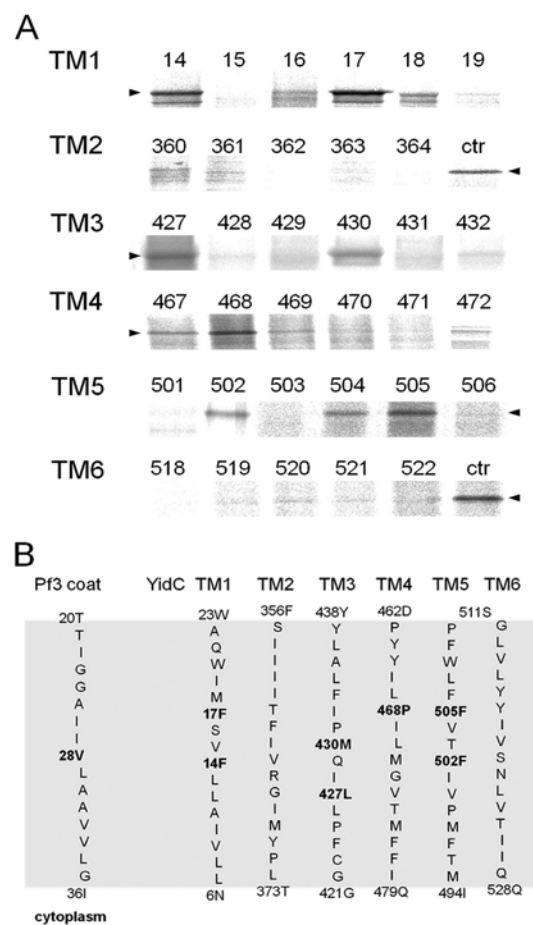 A
TM1 14 15 16 17 18 19
TM2 360 361 362 363 364 ctr
TM3 427 428 429 430 431 432
TM4 467 468 469 470 471 472
TM5 501 502 503 504 505 506
TM6 518 519 520 521 522 ctr
B
Pf3 coat YidC TM1 TM2 TM3 TM4 TM5 TM6
20T 23W 356F 438Y 462D 511S
T I G G A I I 28V L A A V V L G
A Q W I M 17F S V 14F L L A I V L L
S I I I I T F I V R G I M Y P L
Y L A L F I P 430M Q I 427L L P F C G
P Y Y I L 468P I L M G V T M F F I
P F W L F 505F V T 502F I V P M F T M
G L V L Y Y I V S N L V T I I Q
36I 6N 373T 421G 479Q 494I 528Q
cytoplasm